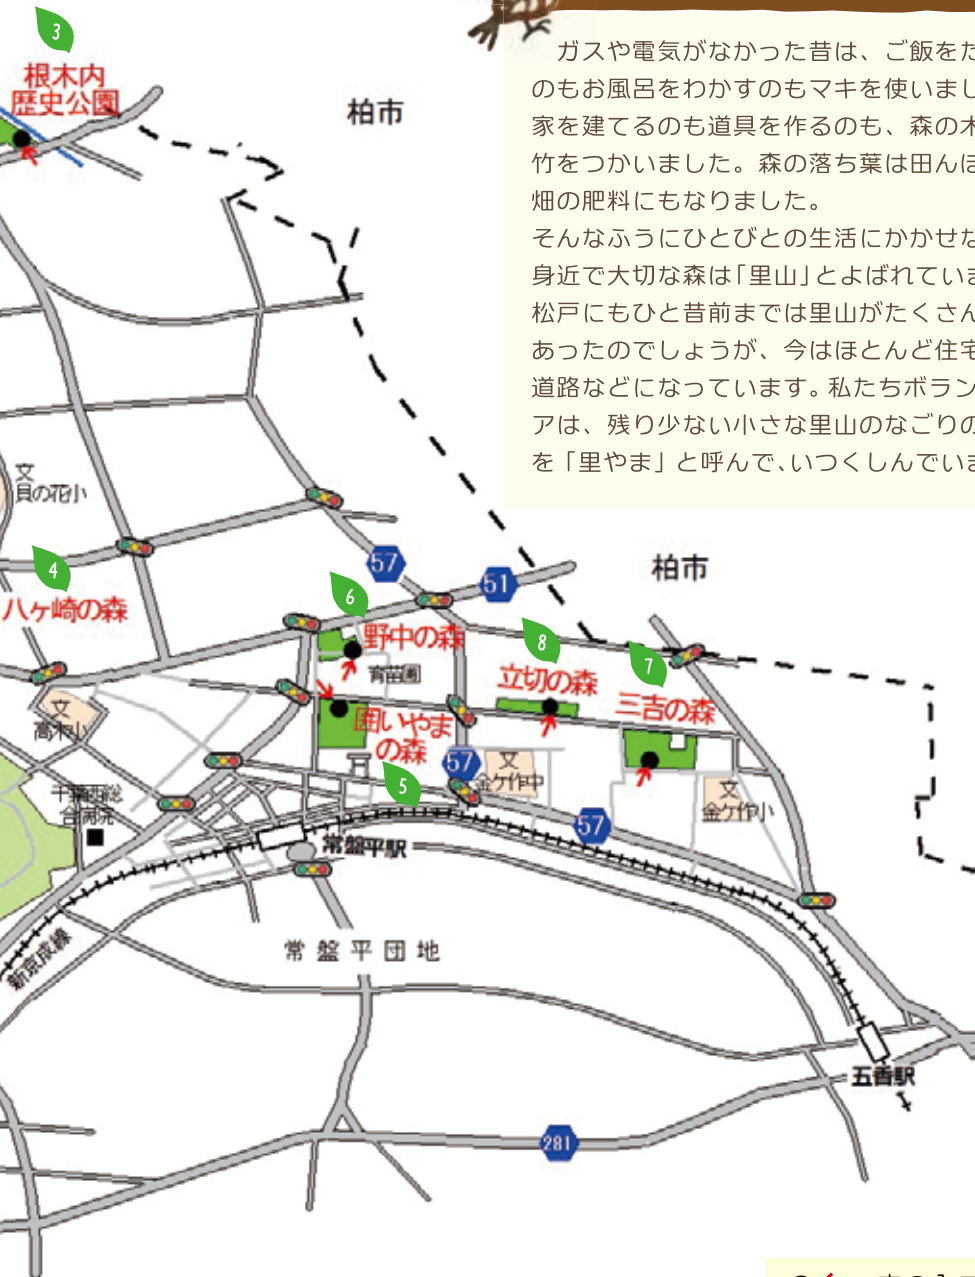 3
根木内
歴史公園
柏市
ガスや電気がなかった昔は、ご飯をた
のもお風呂をわかすのもマキを使いまし
家を建てるのも道具を作るのも、森の木
竹をつかいました。森の落ち葉は田んぼ
畑の肥料にもなりました。
そんなふうにひとびとの生活にかかせな
身近で大切な森は「里山」とよばれていま
松戸にもひと昔前までは里山がたくさん
あったのでしょうが、今はほとんど住宅
道路などになっています。私たちボラン
アは、残り少ない小さな里山のなごりの
を「里やま」と呼んで、いつくしんでいま
文
貝の花小
4
八ヶ崎の森
57
51
柏市
6
野中の森
育苗圃
8
立切の森
7
三吉の森
囲いやま
の森
5
文
高木小
57
文
金ケ作中
文
金ケ作小
千葉西総
合病院
57
常盤平駅
新京成線
常盤平団地
五香駅
281